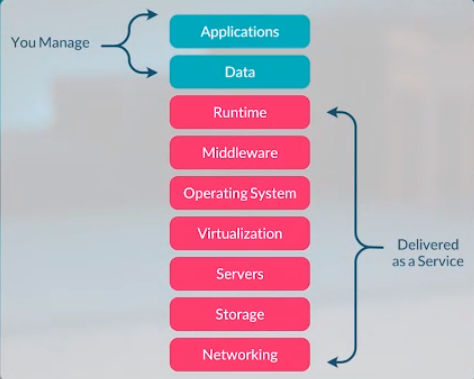 You Manage
Applications
Data
Runtime
Middleware
Operating System
Virtualization
Servers
Storage
Networking
Delivered
as a Service